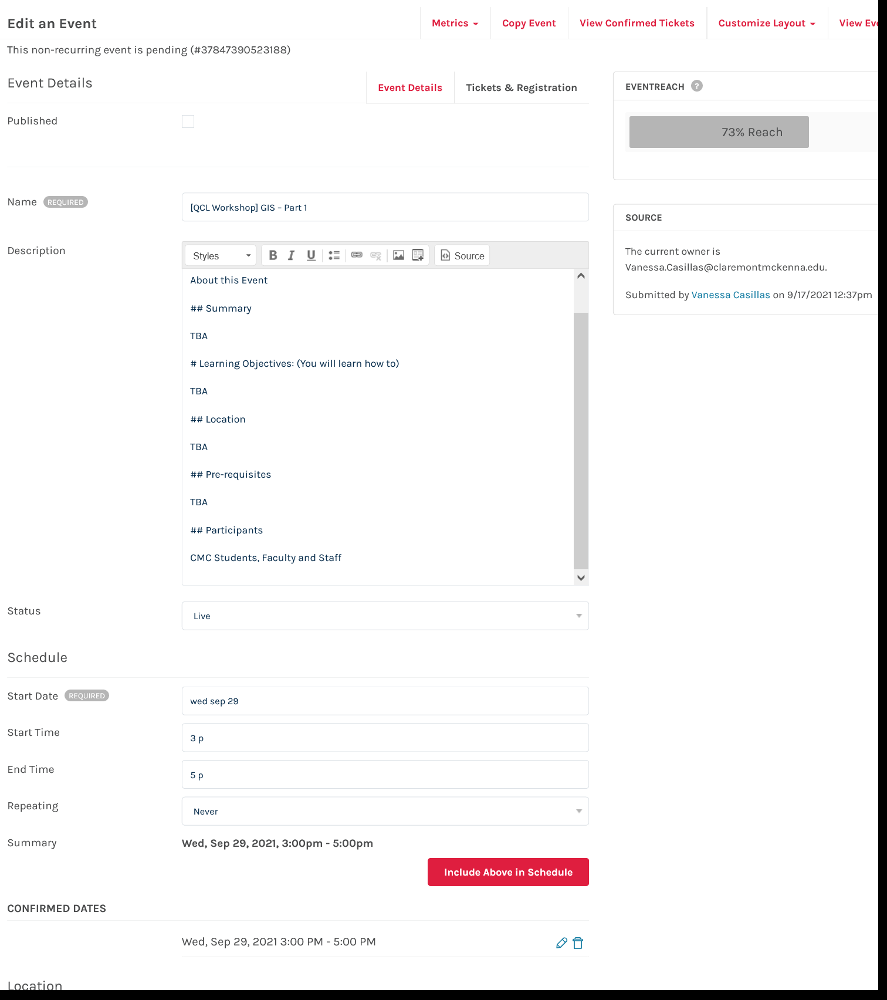 Edit an Event
Metrics
Copy Event
View Confirmed Tickets
Customize Layout
View Eve
This non-recurring event is pending (#37847390523188)
Event Details
Event Details
Tickets & Registration
Published
Name REQUIRED
[QCL Workshop] GIS - Part 1
Description
Styles
B I U
Source
About this Event
## Summary
TBA
# Learning Objectives: (You will learn how to)
TBA
## Location
TBA
## Pre-requisites
TBA
## Participants
CMC Students, Faculty and Staff
Status
Live
Schedule
Start Date REQUIRED
wed sep 29
Start Time
3 p
End Time
5 p
Repeating
Never
Summary
Wed, Sep 29, 2021, 3:00pm - 5:00pm
Include Above in Schedule
CONFIRMED DATES
Wed, Sep 29, 2021 3:00 PM - 5:00 PM
Location
EVENTREACH ?
73% Reach
SOURCE
The current owner is
Vanessa.Casillas@claremontmckenna.edu.
Submitted by Vanessa Casillas on 9/17/2021 12:37pm